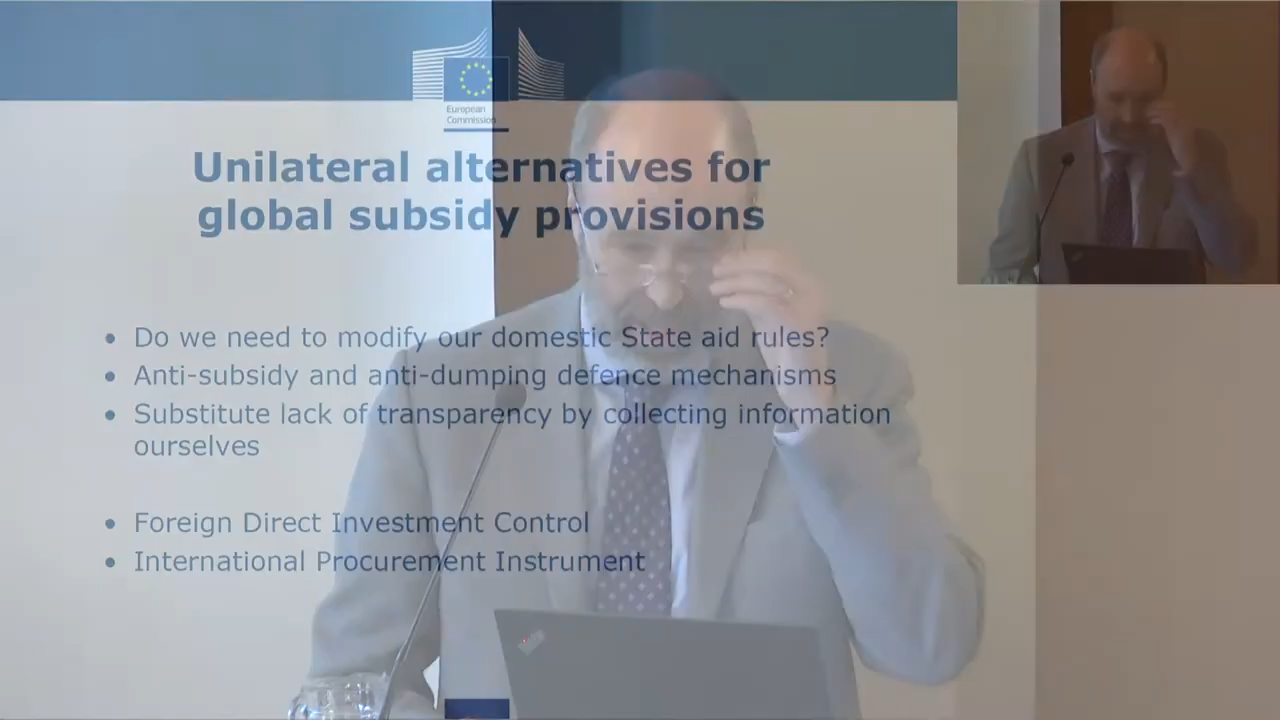 European
Commission
Unilateral alternatives for
global subsidy provisions
• Do we need to modify our domestic State aid rules?
• Anti-subsidy and anti-dumping defence mechanisms
• Substitute lack of transparency by collecting information
ourselves
• Foreign Direct Investment Control
• International Procurement Instrument